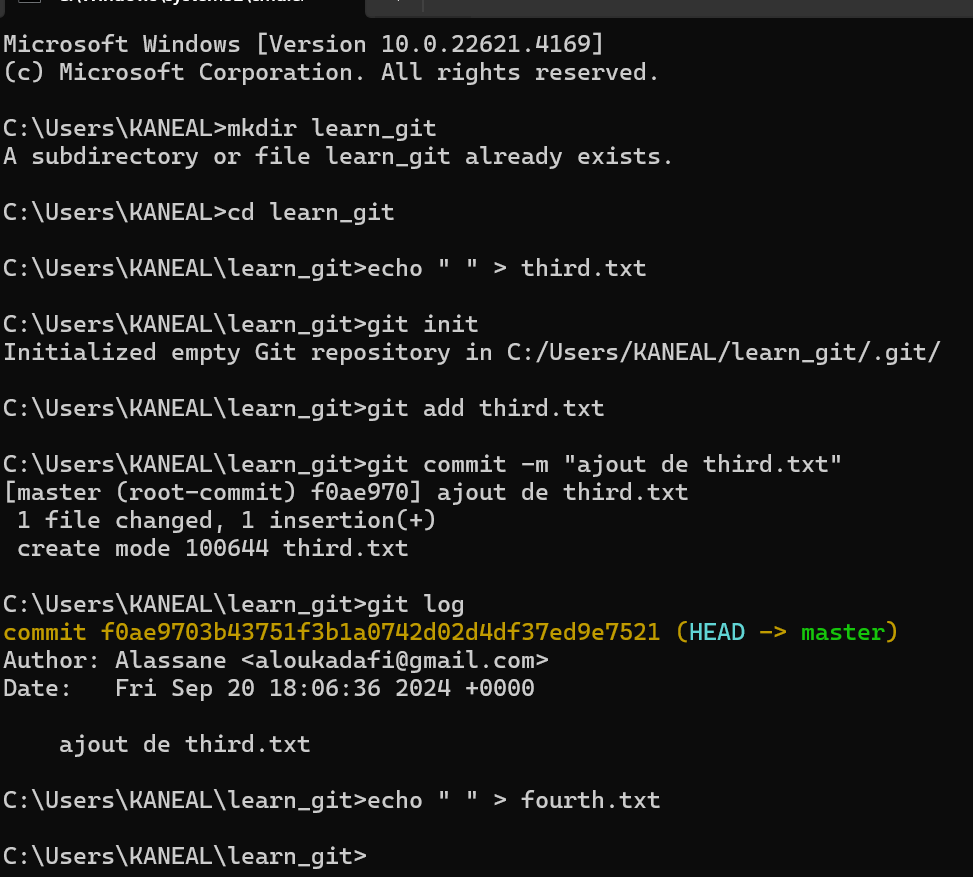 Microsoft Windows [Version 10.0.22621.4169]
(c) Microsoft Corporation. All rights reserved.
C:\Users\KANEAL>mkdir learn_git
A subdirectory or file learn_git already exists.
C:\Users\KANEAL>cd learn_git
C:\Users\KANEAL\learn_git>echo " " > third.txt
C:\Users\KANEAL\learn_git>git init
Initialized empty Git repository in C:/Users/KANEAL/learn_git/.git/
C:\Users\KANEAL\learn_git>git add third.txt
C:\Users\KANEAL\learn_git>git commit -m "ajout de third.txt"
[master (root-commit) f0ae970] ajout de third.txt
 1 file changed, 1 insertion(+)
 create mode 100644 third.txt
C:\Users\KANEAL\learn_git>git log
commit f0ae9703b43751f3b1a0742d02d4df37ed9e7521 (HEAD -> master)
Author: Alassane <aloukadafi@gmail.com>
Date:   Fri Sep 20 18:06:36 2024 +0000
    ajout de third.txt
C:\Users\KANEAL\learn_git>echo " " > fourth.txt
C:\Users\KANEAL\learn_git>